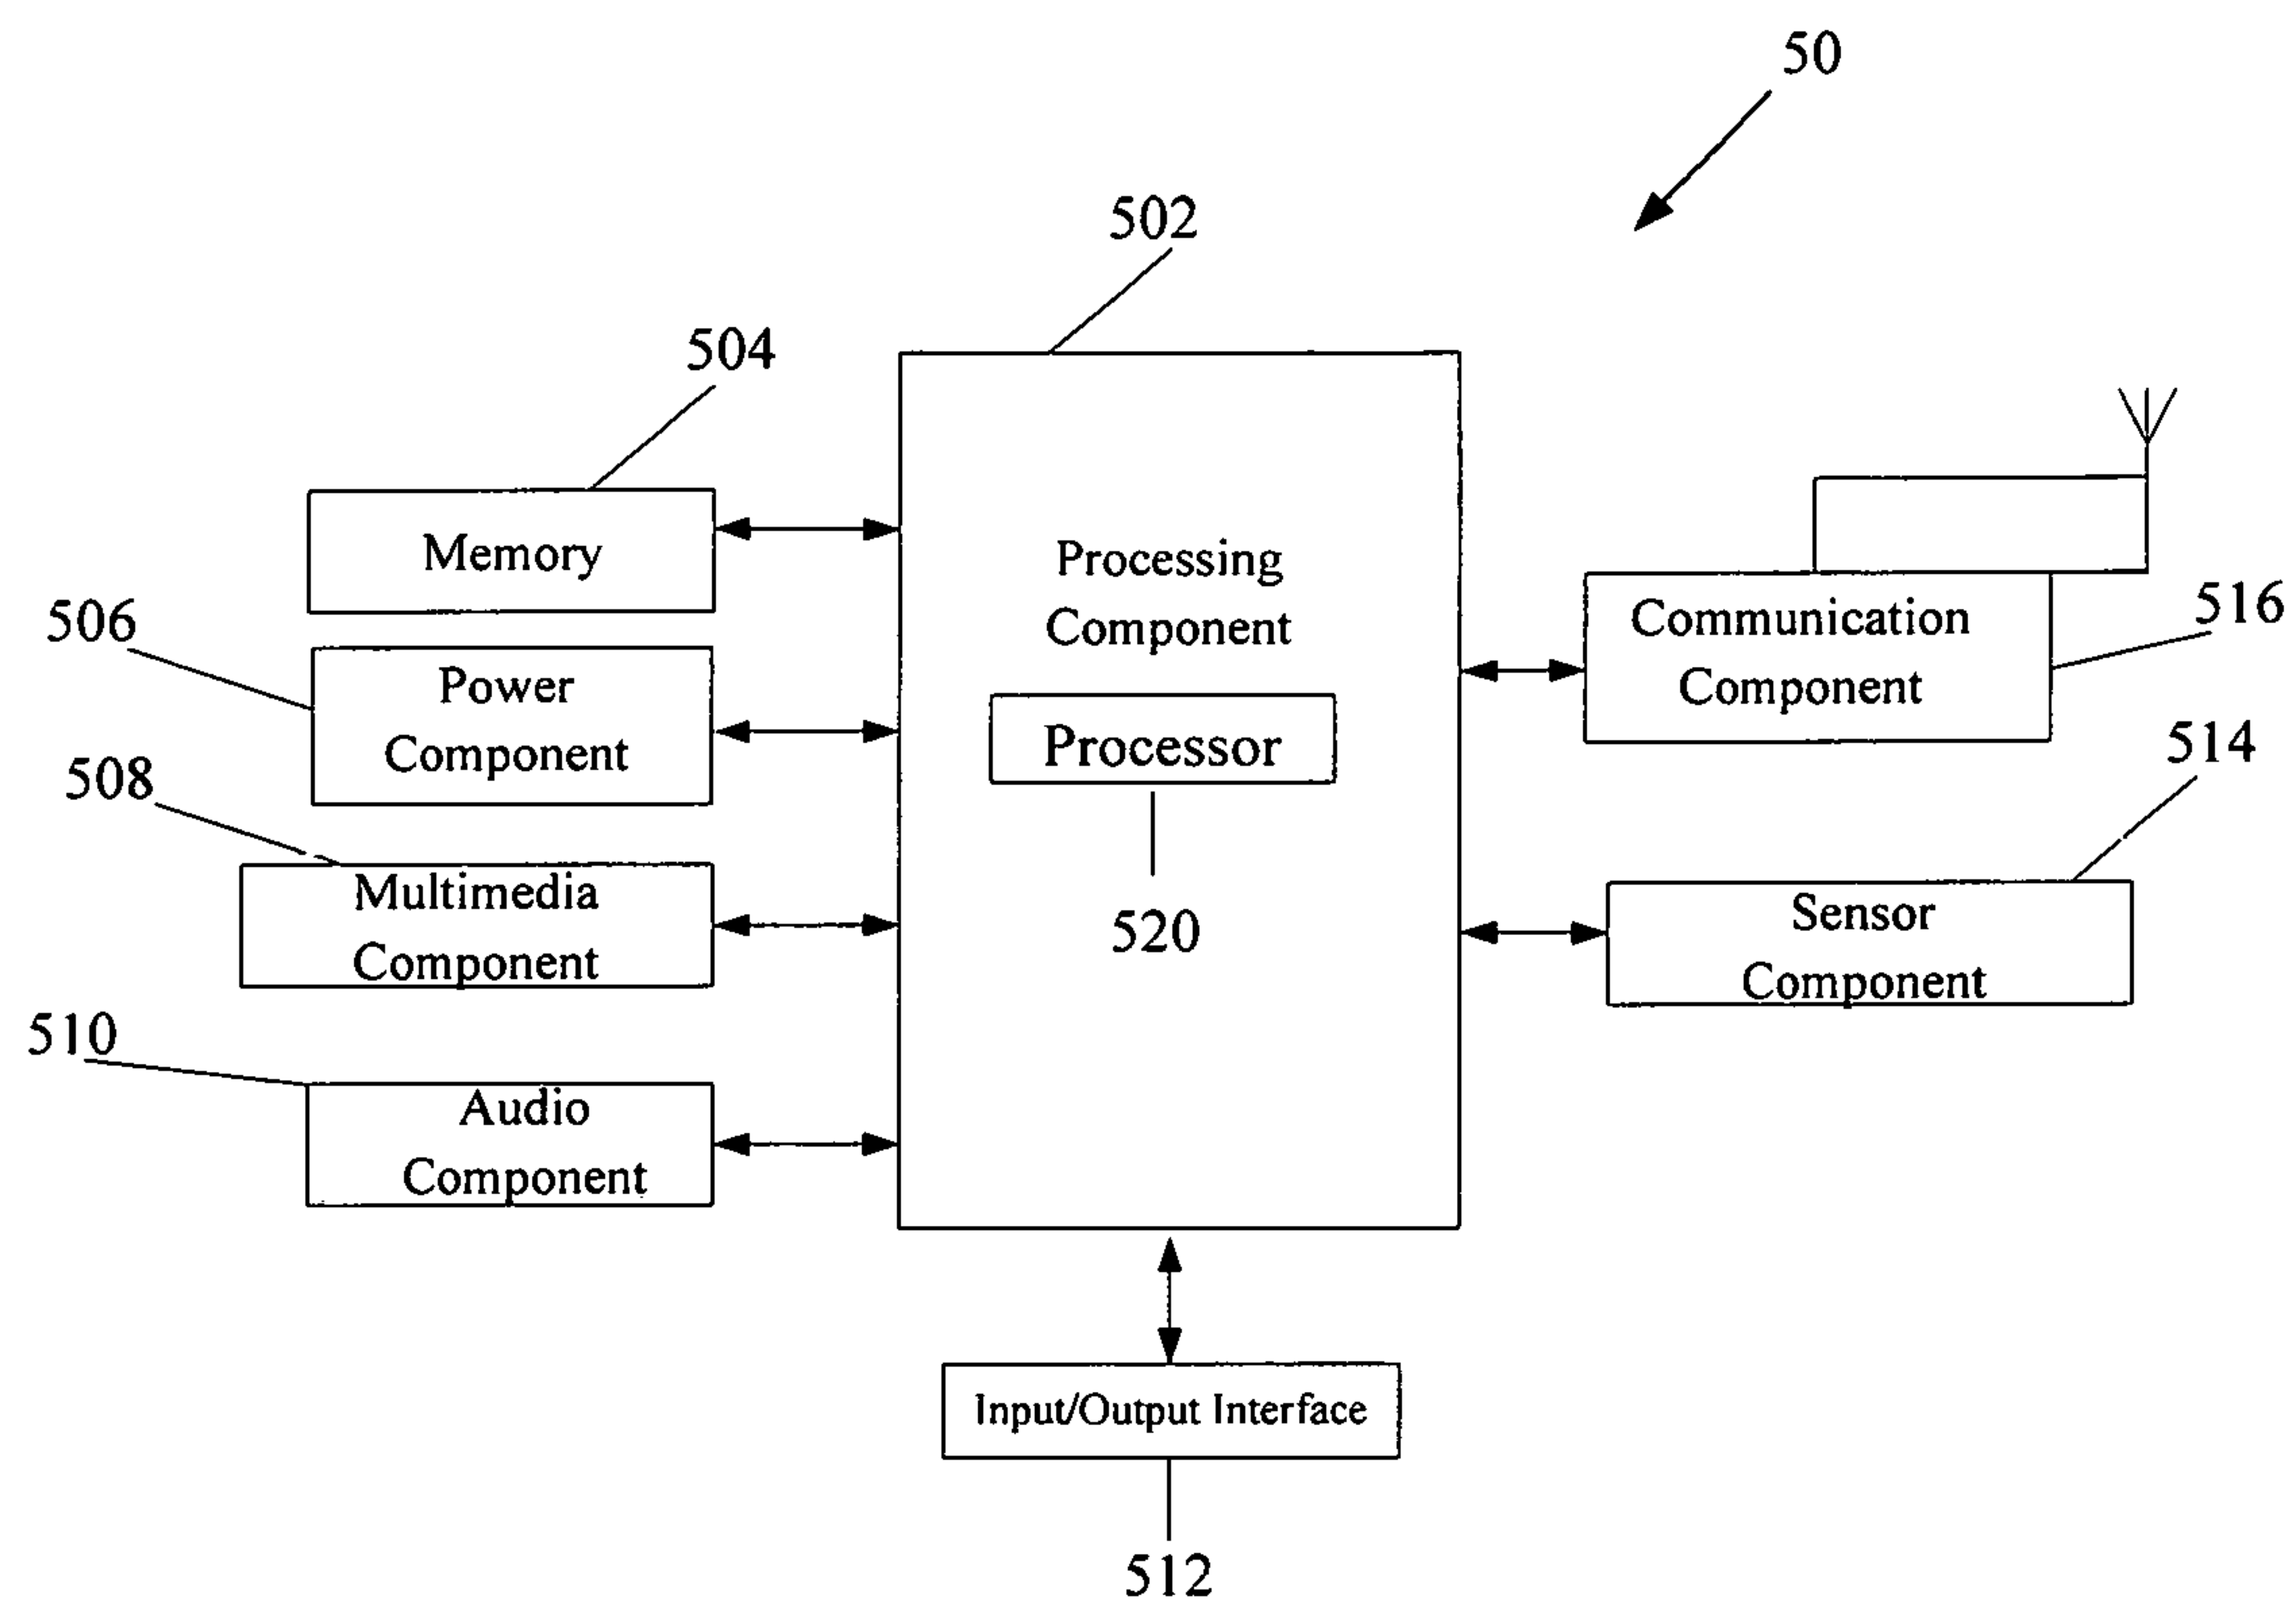 50
502
504
Memory
506
Power
Component
508
Multimedia
Component
510
Audio
Component
Processing
Component
Processor
520
Communication
Component
516
514
Sensor
Component
Input/Output Interface
512